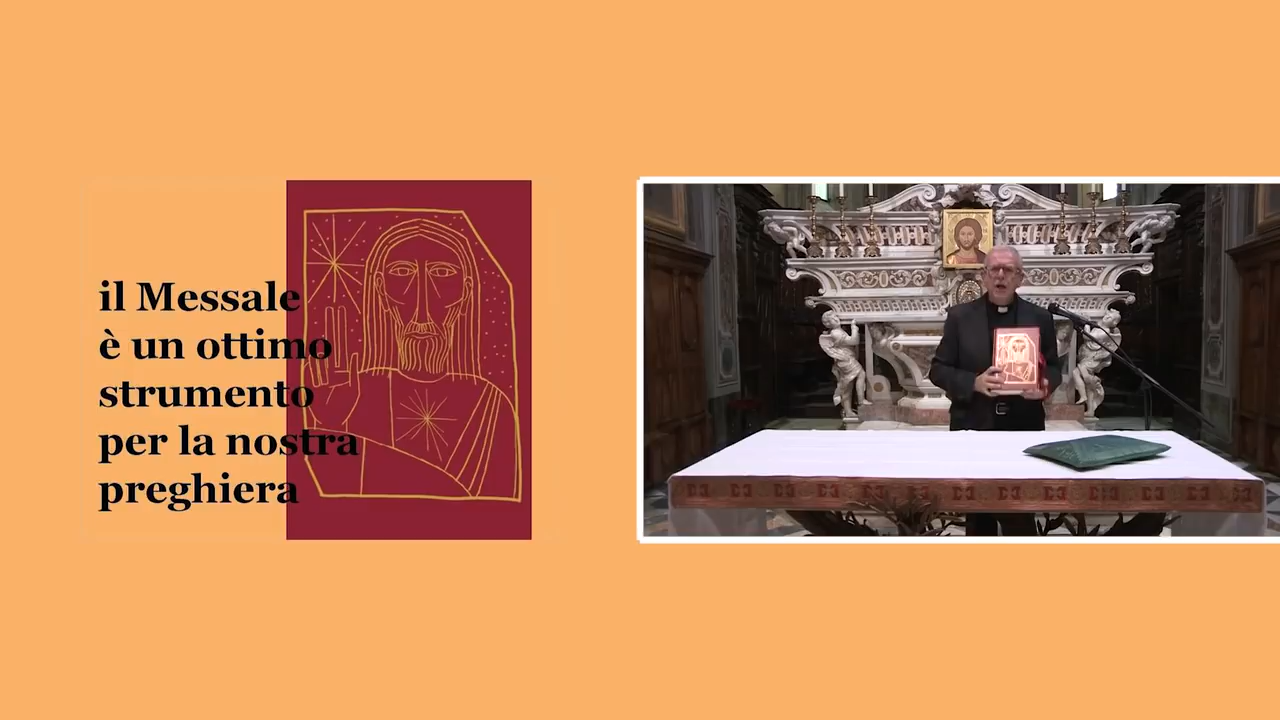 il Messale
è un ottimo
strumento
per la nostra
preghiera